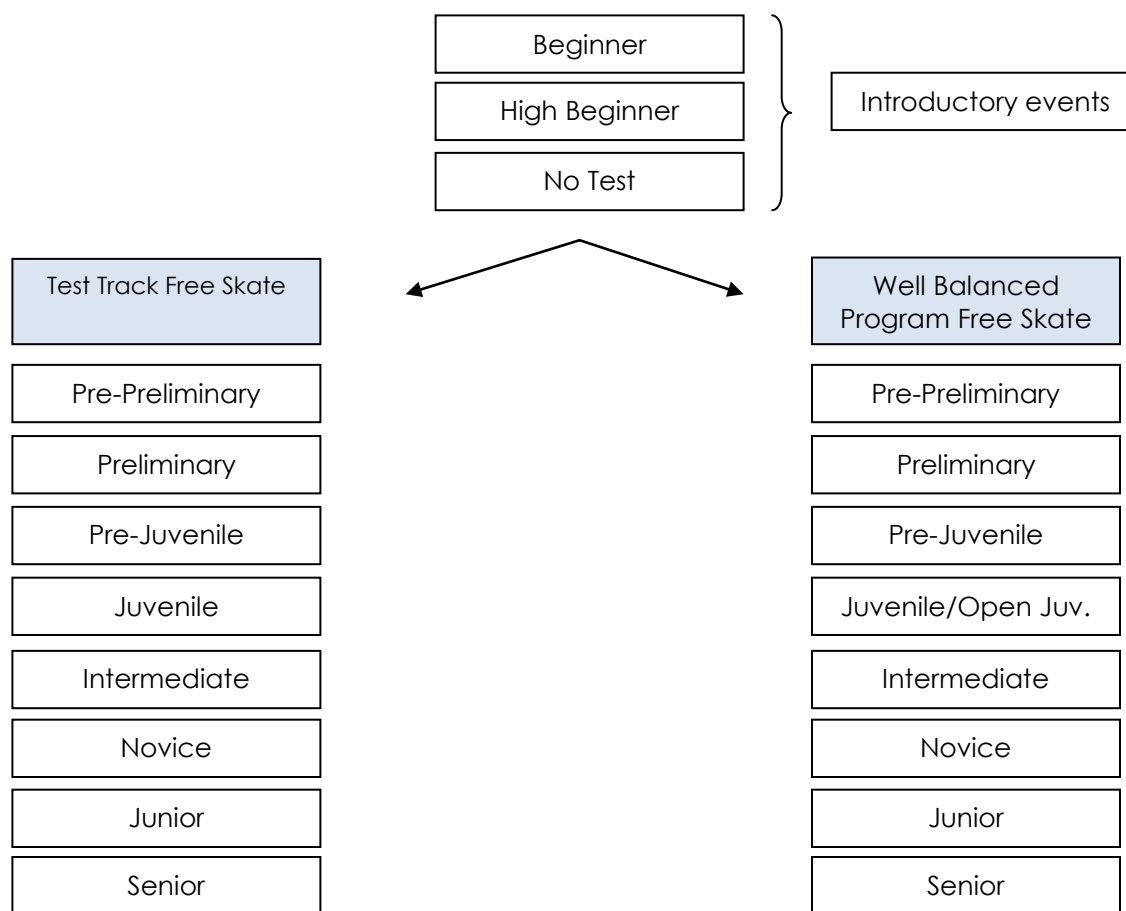 Beginner
High Beginner
No Test
Introductory events
Test Track Free Skate
Pre-Preliminary
Preliminary
Pre-Juvenile
Juvenile
Intermediate
Novice
Junior
Senior
Well Balanced
Program Free Skate
Pre-Preliminary
Preliminary
Pre-Juvenile
Juvenile/Open Juv.
Intermediate
Novice
Junior
Senior